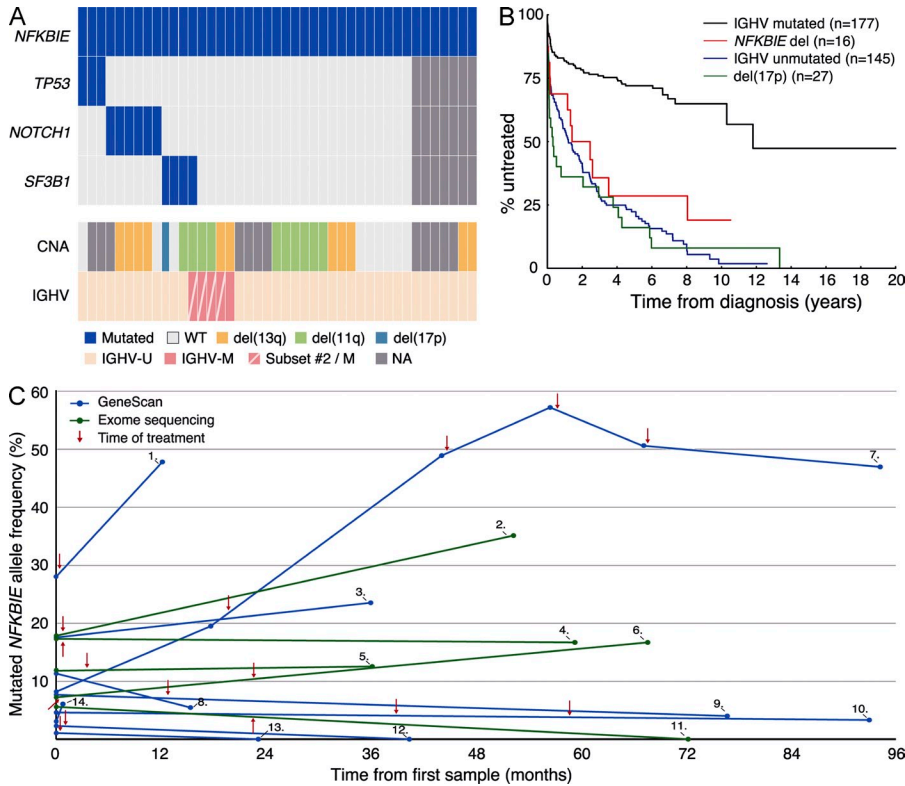 A
NFKBIE
TP53
NOTCH1
SF3B1
CNA
IGHV
Mutated WT del(13q) del(11q) del(17p)
IGHV-U IGHV-M Subset #2 / M NA
B
100
75
50
25
0
% untreated
IGHV mutated (n=177)
NFKBIE del (n=16)
IGHV unmutated (n=145)
del(17p) (n=27)
0 2 4 6 8 10 12 14 16 18 20
Time from diagnosis (years)
C
60
50
40
30
20
10
0 12 24 36 48 60 72 84 96
Mutated NFKBIE allele frequency (%)
GeneScan
Exome sequencing
Time of treatment
1.
2.
3.
4.
5.
6.
7.
8.
9.
10.
11.
12.
13.
14.
Time from first sample (months)